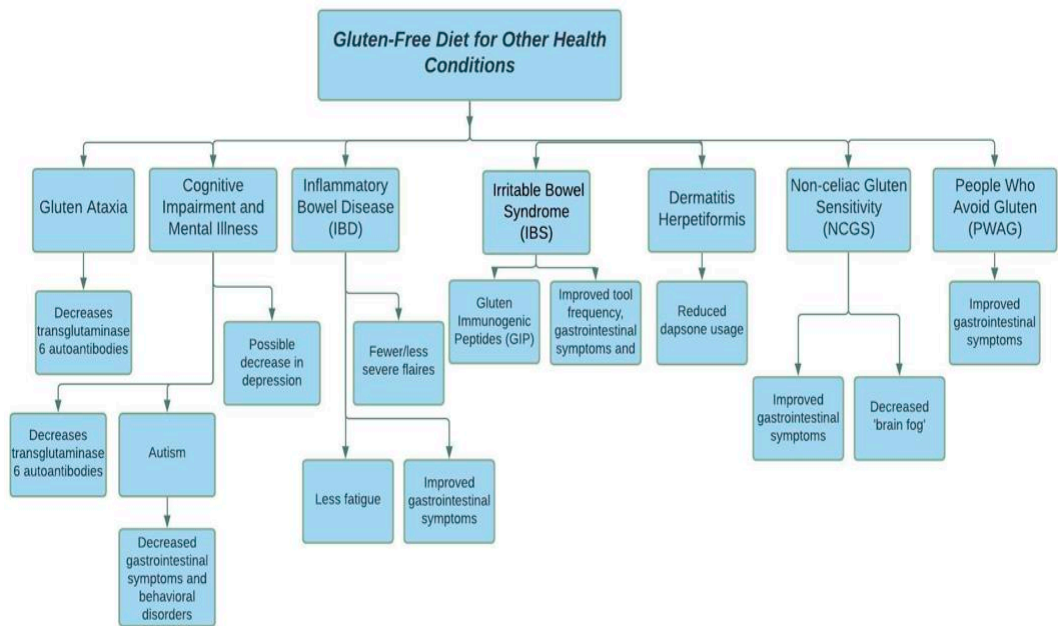 Gluten-Free Diet for Other Health
Conditions
Gluten Ataxia
Cognitive
Impairment and
Mental Illness
Inflammatory
Bowel Disease
(IBD)
Irritable Bowel
Syndrome
(IBS)
Dermatitis
Herpetiformis
Non-celiac Gluten
Sensitivity
(NCGS)
People Who
Avoid Gluten
(PWAG)
Decreases
transglutaminase
6 autoantibodies
Possible
decrease in
depression
Fewer/less
severe flaires
Gluten
Immunogenic
Peptides (GIP)
Improved tool
frequency,
gastrointestinal
symptoms and
Reduced
dapsone usage
Improved
gastrointestinal
symptoms
Decreases
transglutaminase
6 autoantibodies
Autism
Less fatigue
Improved
gastrointestinal
symptoms
Improved
gastrointestinal
symptoms
Decreased
'brain fog'
Decreased
gastrointestinal
symptoms and
behavioral
disorders